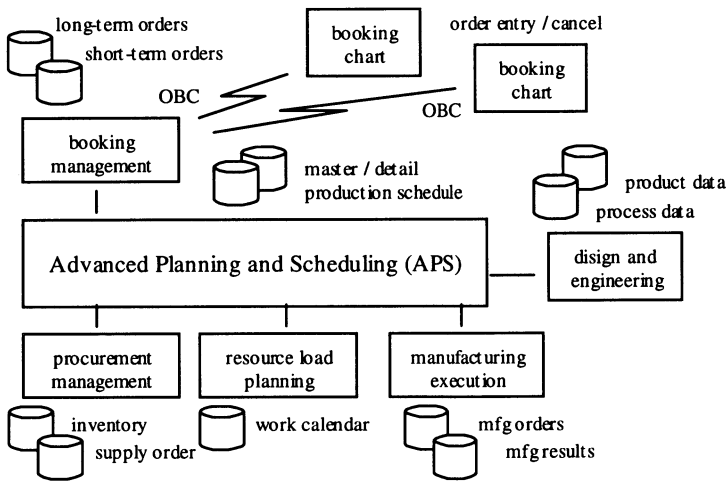 long-term orders
short-term orders
booking
chart
order entry / cancel
booking
chart
OBC
OBC
booking
management
master / detail
production schedule
product data
process data
Advanced Planning and Scheduling (APS)
disign and
engineering
procurement
management
resource load
planning
manufacturing
execution
inventory
supply order
work calendar
mfg orders
mfg results